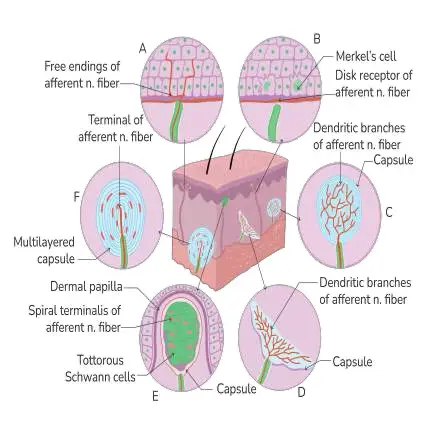 A
Free endings of
afferent n. fiber
B
Merkel's cell
Disk receptor of
afferent n. fiber
Terminal of
afferent n. fiber
Dendritic branches
of afferent n. fiber
Capsule
F
C
Multilayered
capsule
Dermal papilla
Spiral terminalis of
afferent n. fiber
Tottorous
Schwann cells
E
Capsule
Dendritic branches
of afferent n. fiber
Capsule
D